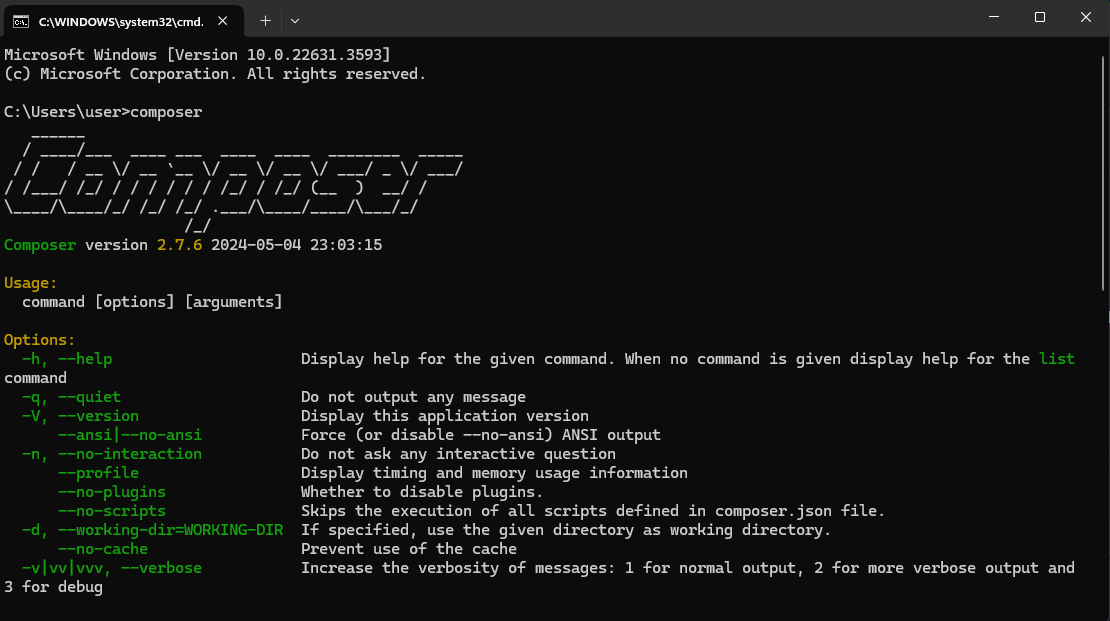 C:\WINDOWS\system32\cmd.
Microsoft Windows [Version 10.0.22631.3593]
(c) Microsoft Corporation. All rights reserved.
C:\Users\user>composer
   ______
  / ____/___  ____ ___  ____  ____  ________  _____
 / /   / __ \/ __ `__ \/ __ \/ __ \/ ___/ _ \/ ___/
/ /___/ /_/ / / / / / / /_/ / /_/ (__  )  __/ /
\____/\____/_/ /_/ /_/ .___/\____/____/\___/_/
                    /_/
Composer version 2.7.6 2024-05-04 23:03:15
Usage:
  command [options] [arguments]
Options:
  -h, --help                     Display help for the given command. When no command is given display help for the list
command
  -q, --quiet                    Do not output any message
  -V, --version                  Display this application version
      --ansi|--no-ansi           Force (or disable --no-ansi) ANSI output
  -n, --no-interaction           Do not ask any interactive question
      --profile                  Display timing and memory usage information
      --no-plugins               Whether to disable plugins.
      --no-scripts               Skips the execution of all scripts defined in composer.json file.
  -d, --working-dir=WORKING-DIR  If specified, use the given directory as working directory.
      --no-cache                 Prevent use of the cache
  -v|vv|vvv, --verbose           Increase the verbosity of messages: 1 for normal output, 2 for more verbose output and
3 for debug